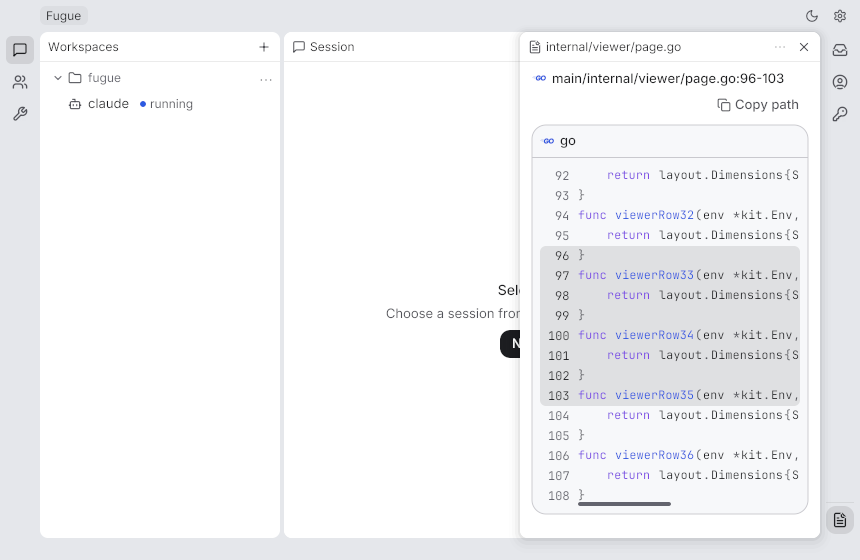 Fugue
Workspaces
fugue
claude running
Session
Choose a session from
internal/viewer/page.go
main/internal/viewer/page.go:96-103
Copy path
go
92 return layout.Dimensions{S
93 }
94 func viewerRow32(env *kit.Env,
95 return layout.Dimensions{S
96 }
97 func viewerRow33(env *kit.Env,
98 return layout.Dimensions{S
99 }
100 func viewerRow34(env *kit.Env,
101 return layout.Dimensions{S
102 }
103 func viewerRow35(env *kit.Env,
104 return layout.Dimensions{S
105 }
106 func viewerRow36(env *kit.Env,
107 return layout.Dimensions{S
108 }